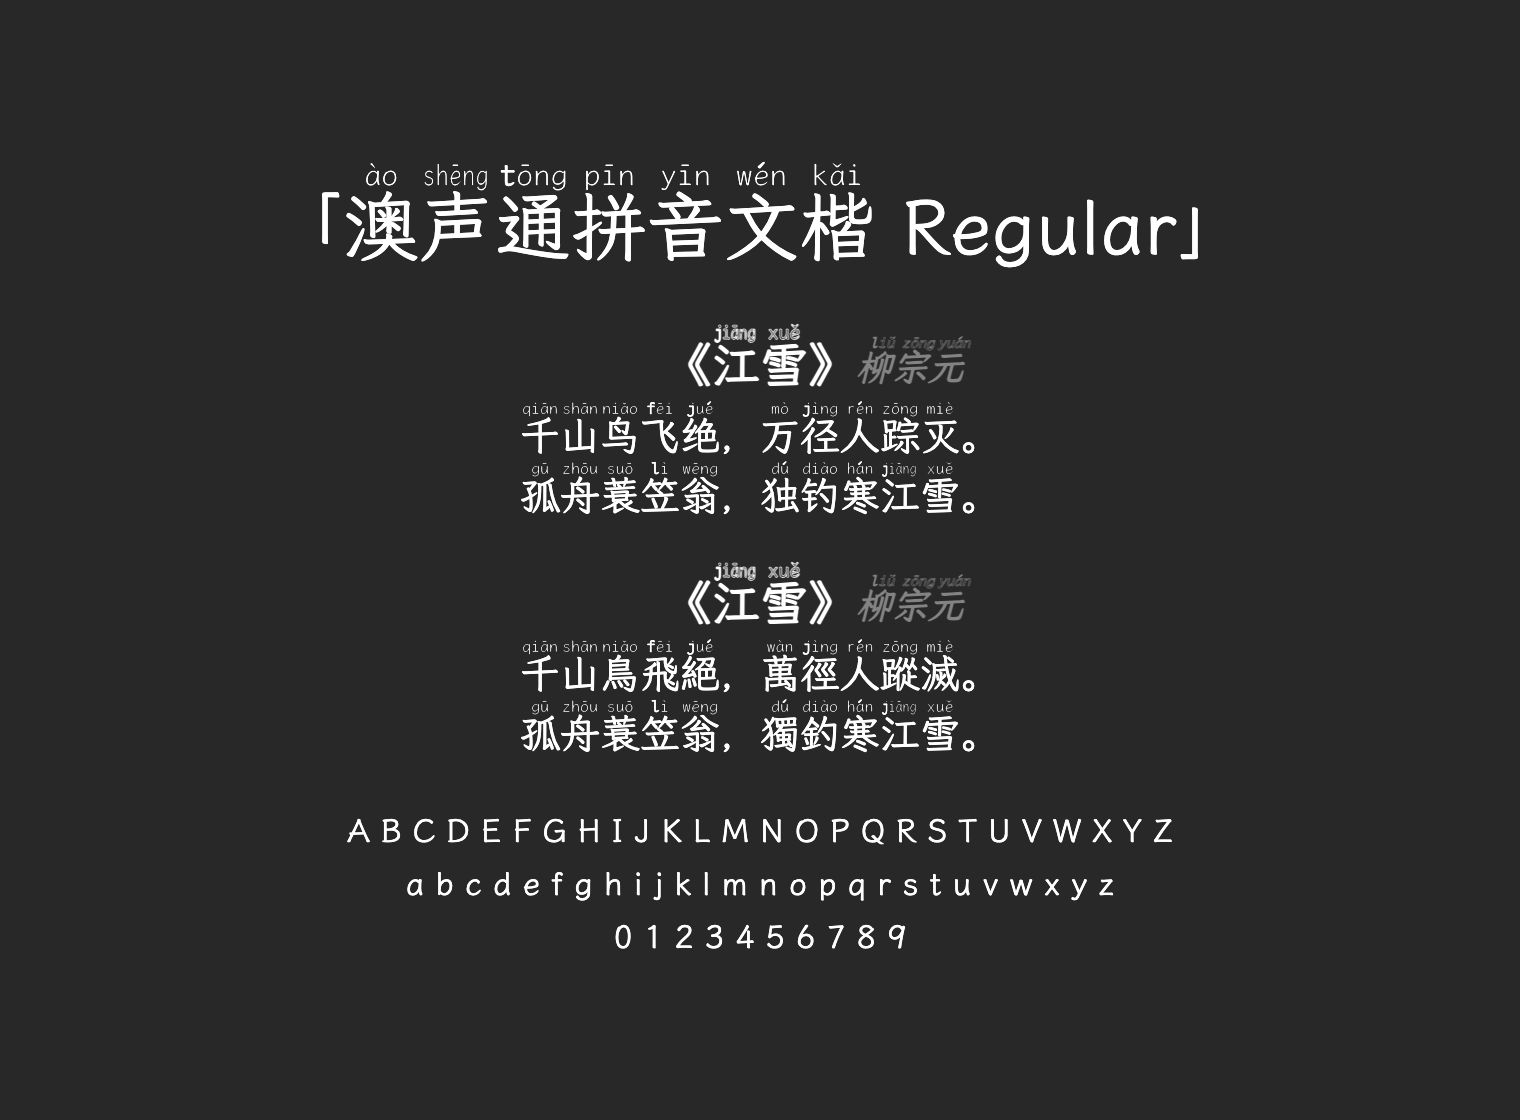 ào shēng tōng pīn yīn wén kǎi
「澳声通拼音文楷 Regular」
jiāng xuě liǔ zōng yuán
《江雪》 柳宗元
qiān shān niǎo fēi jué mò jìng rén zōng miè
千山鸟飞绝，万径人踪灭。
gū zhōu suō lì wēng dú diào hán jiāng xuě
孤舟蓑笠翁，独钓寒江雪。
jiāng xuě liǔ zōng yuán
《江雪》 柳宗元
qiān shān niǎo fēi jué wàn jìng rén zōng miè
千山鳥飛絕，萬徑人蹤滅。
gū zhōu suō lì wēng dú diào hán jiāng xuě
孤舟蓑笠翁，獨釣寒江雪。
A B C D E F G H I J K L M N O P Q R S T U V W X Y Z
a b c d e f g h i j k l m n o p q r s t u v w x y z
0 1 2 3 4 5 6 7 8 9